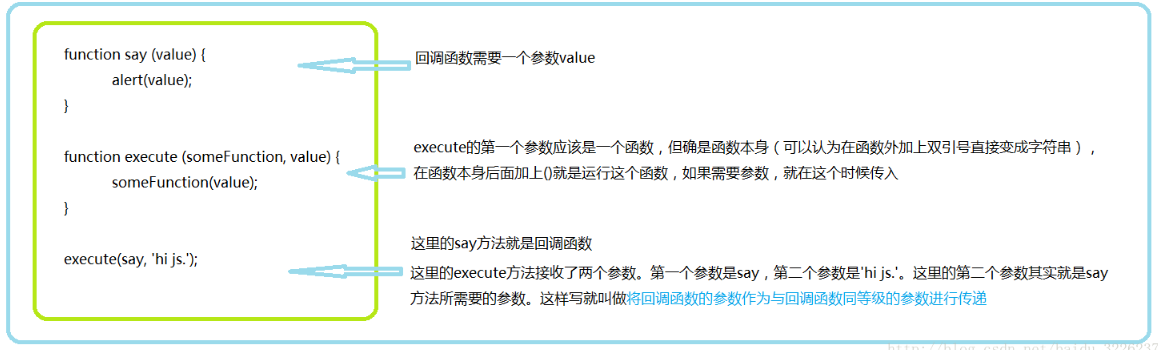 function say (value) {
alert(value);
}
回调函数需要一个参数value
function execute (someFunction, value) {
someFunction(value);
}
execute的第一个参数应该是一个函数，但确是函数本身（可以认为在函数外加上双引号直接变成字符串），
在函数本身后面加上()就是运行这个函数，如果需要参数，就在这个时候传入
execute(say, 'hi js.');
这里的say方法就是回调函数
这里的execute方法接收了两个参数。第一个参数是say，第二个参数是'hi js.'。这里的第二个参数其实就是say
方法所需要的参数。这样写就叫做将回调函数的参数作为与回调函数同等级的参数进行传递